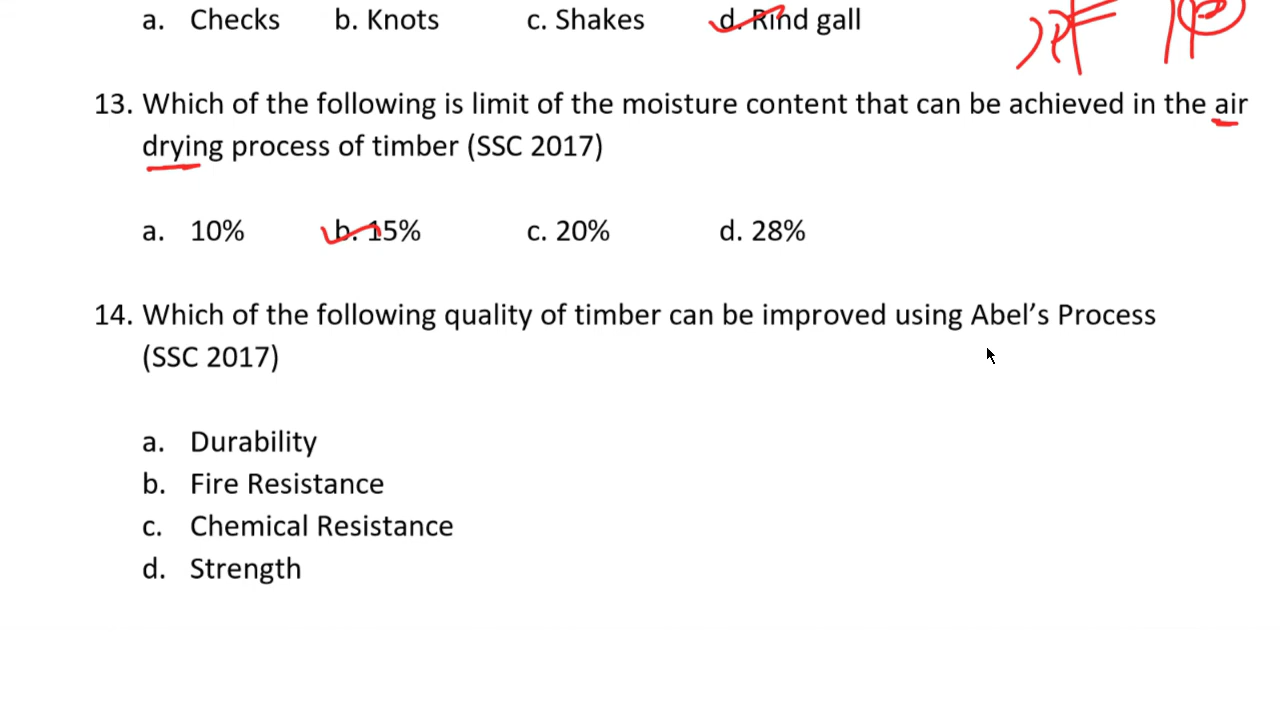 a. Checks b. Knots c. Shakes d. Rind gall
13. Which of the following is limit of the moisture content that can be achieved in the air
drying process of timber (SSC 2017)
a. 10% b. 15% c. 20% d. 28%
14. Which of the following quality of timber can be improved using Abel’s Process
(SSC 2017)
a. Durability
b. Fire Resistance
c. Chemical Resistance
d. Strength